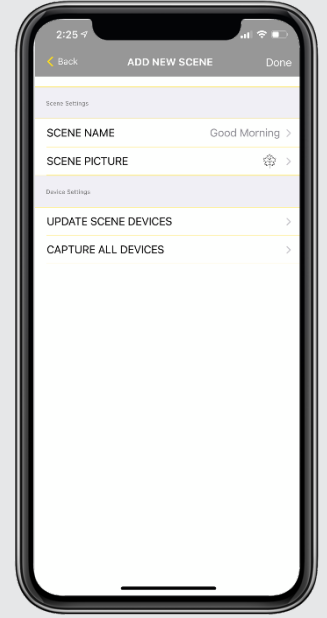 2:25
Back ADD NEW SCENE Done
Scene Settings
SCENE NAME Good Morning
SCENE PICTURE
Device Settings
UPDATE SCENE DEVICES
CAPTURE ALL DEVICES